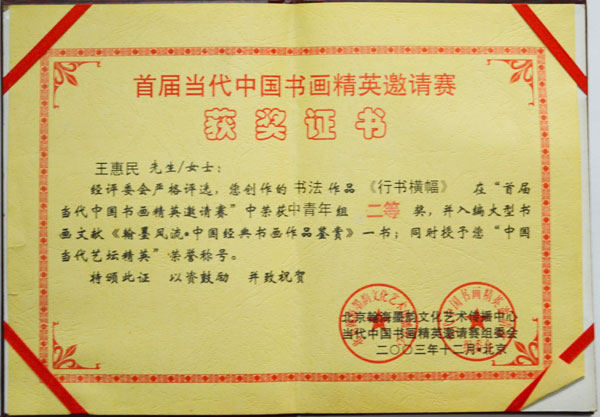 首届当代中国书画精英邀请赛
获奖证书
王惠民 先生/女士：
经评委会严格评选，您创作的书法作品《行书横幅》 在“首届
当代中国书画精英邀请赛”中荣获中青年组 二等 奖，并入编大型书
画文献《翰墨风流•中国经典书画作品鉴赏》一书；同时授予您“中国
当代艺坛精英”荣誉称号。
特颁此证 以资鼓励 并致祝贺
北京翰海墨韵文化艺术传播中心
当代中国书画精英邀请赛组委会
二〇〇三年十二月•北京